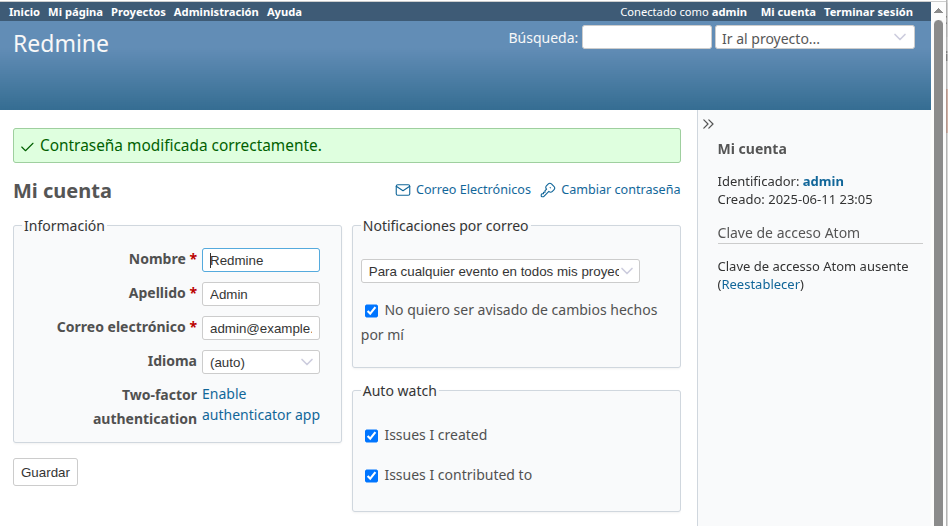 Inicio Mi página Proyectos Administración Ayuda
Conectado como admin Mi cuenta Terminar sesión
Redmine
Búsqueda:
Ir al proyecto...
Contraseña modificada correctamente.
Mi cuenta
Correo Electrónicos
Cambiar contraseña
Información
Nombre *
Redmine
Apellido *
Admin
Correo electrónico *
admin@example.
Idioma
(auto)
Two-factor
authentication
Enable
authenticator app
Guardar
Notificaciones por correo
Para cualquier evento en todos mis proyec
No quiero ser avisado de cambios hechos
por mí
Auto watch
Issues I created
Issues I contributed to
Mi cuenta
Identificador: admin
Creado: 2025-06-11 23:05
Clave de acceso Atom
Clave de acceso Atom ausente
(Reestablecer)